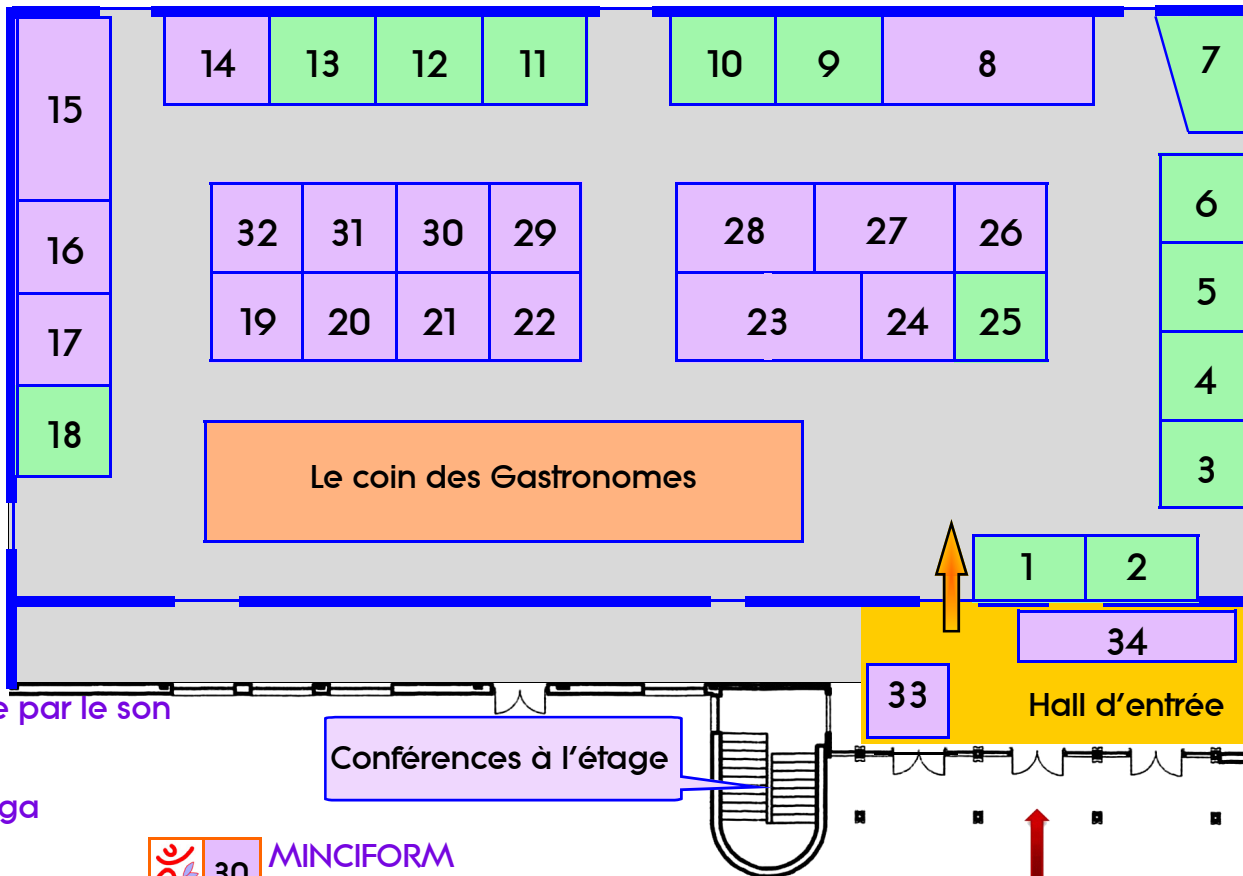 14 13 12 11 10 9 8 7
15
6
32 31 30 29 28 27 26
16
5
19 20 21 22 23 24 25
17
4
18
3
Le coin des Gastronomes
1 2
34
33
Hall d’entrée
par le son
Conférences à l’étage
30 MINCIFORM